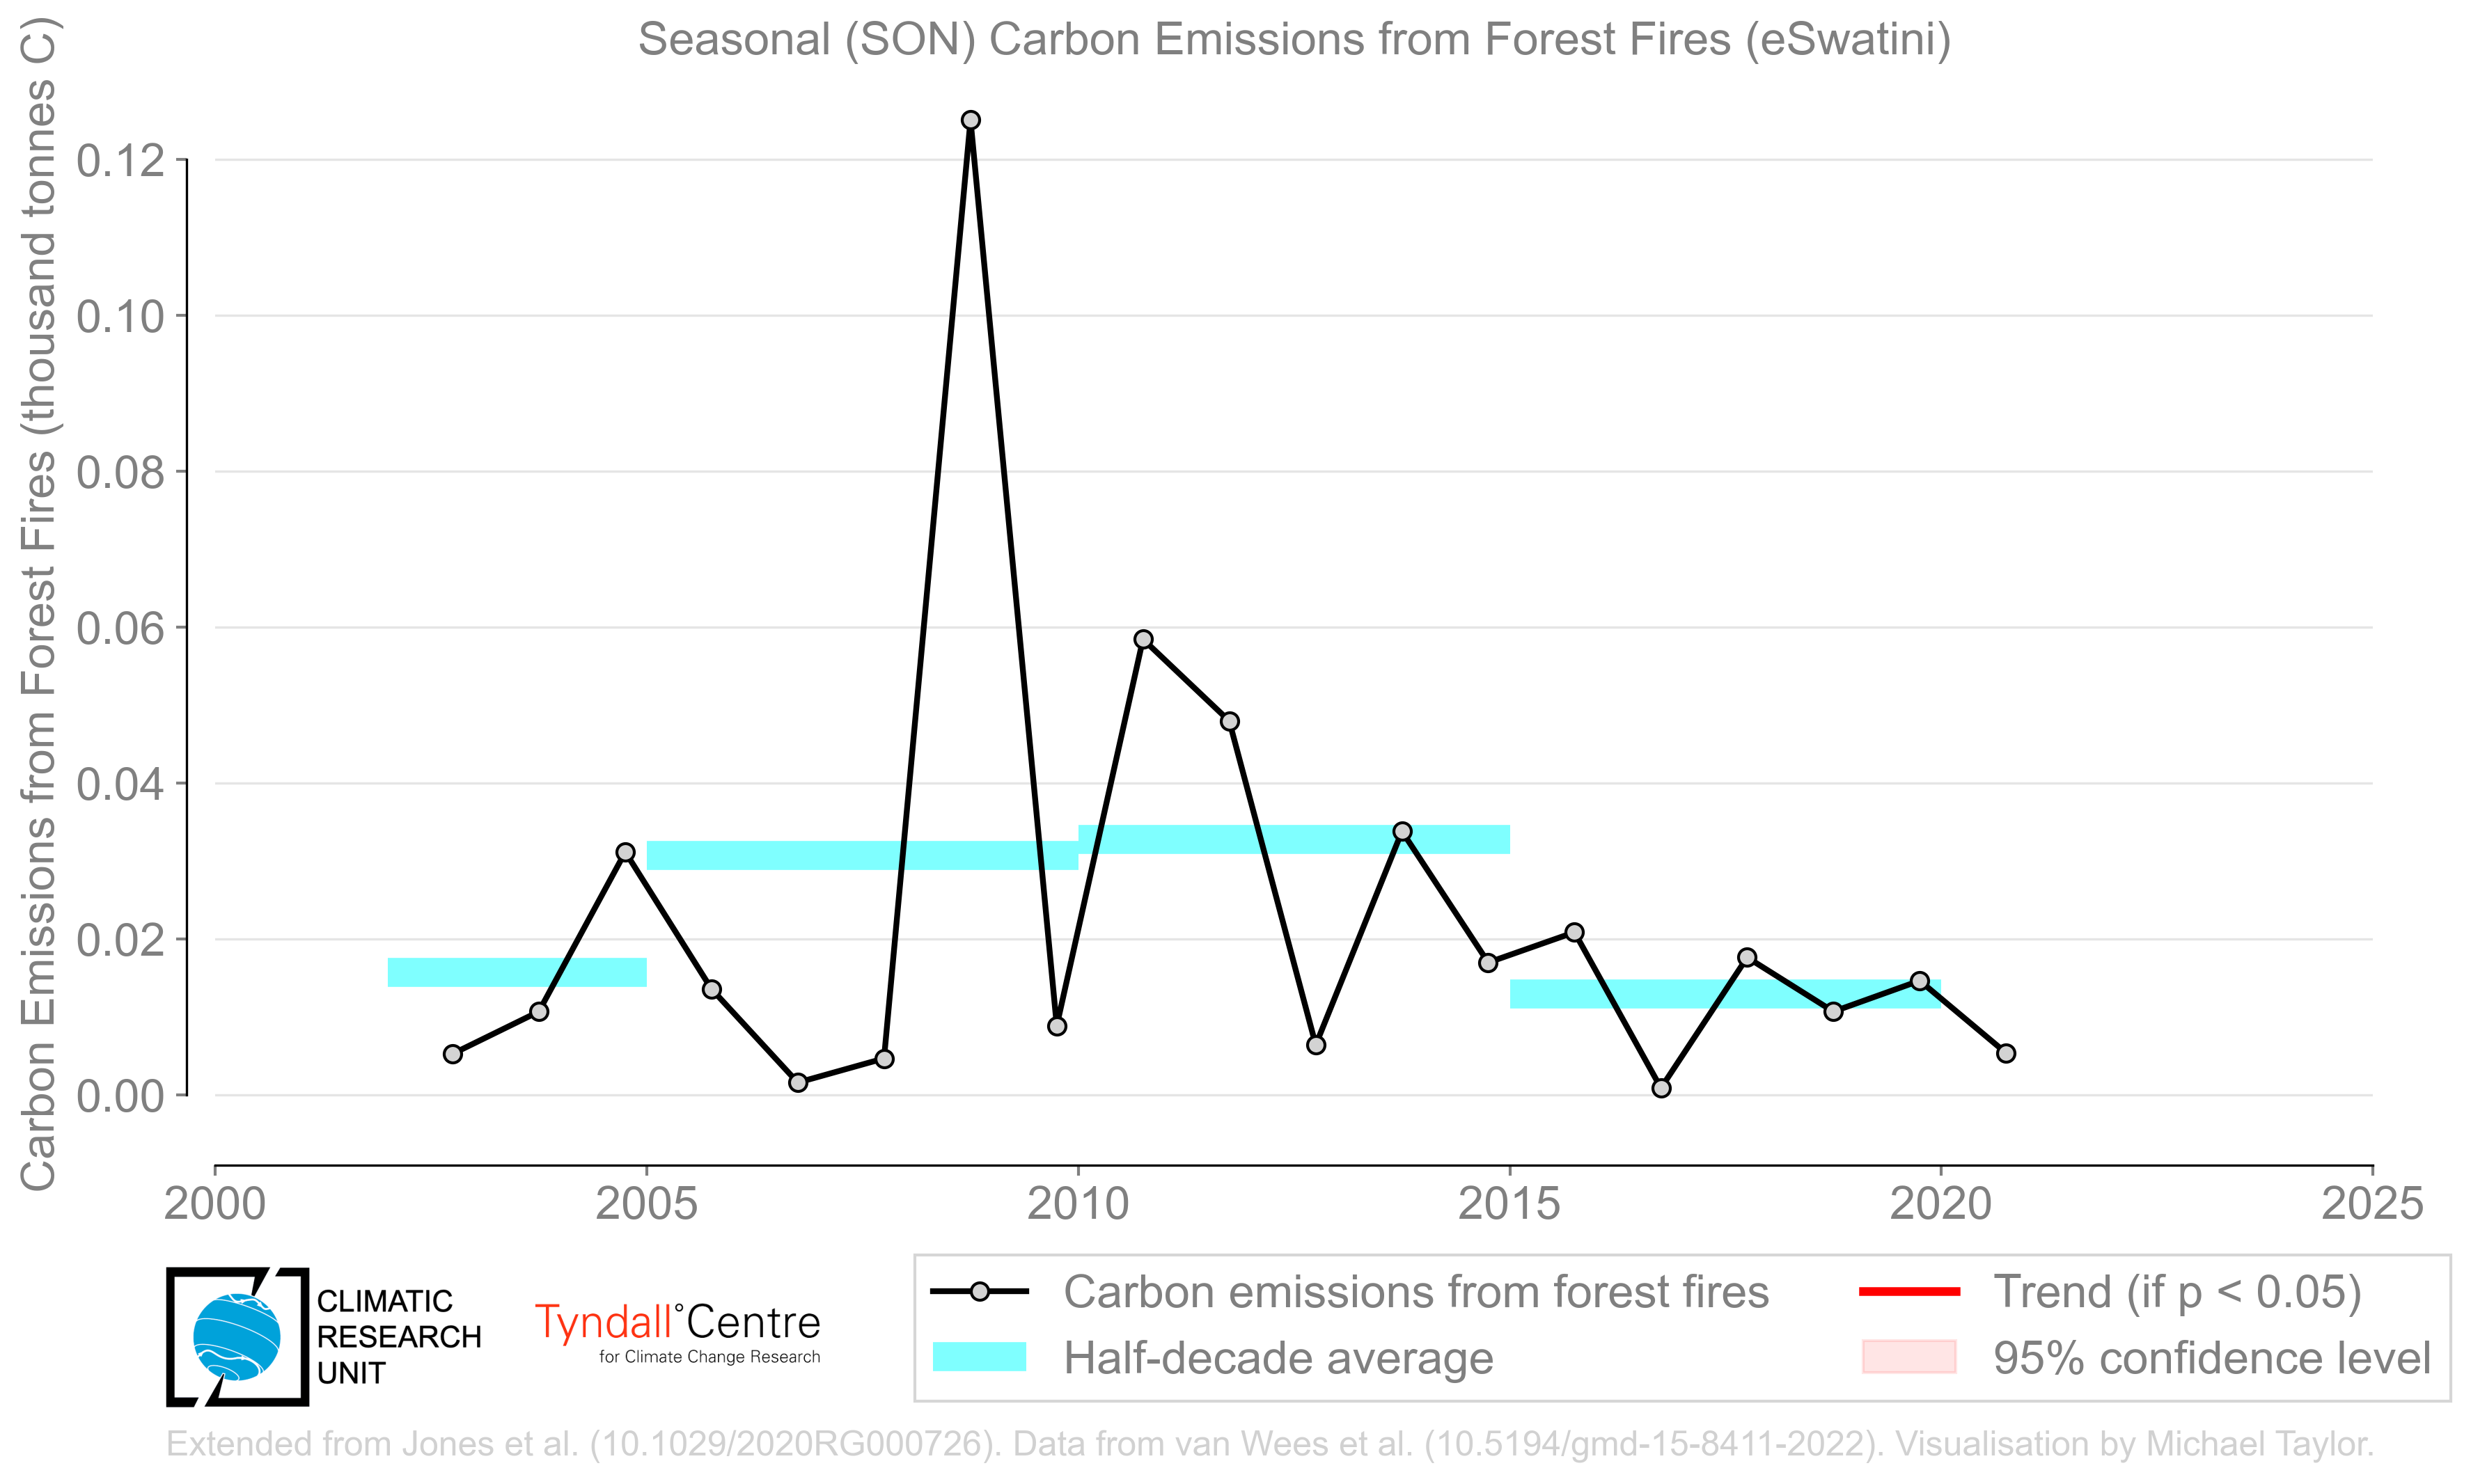 Seasonal (SON) Carbon Emissions from Forest Fires (eSwatini)
Carbon Emissions from Forest Fires (thousand tonnes C)
0.12
0.10
0.08
0.06
0.04
0.02
0.00
2000 2005 2010 2015 2020 2025
CLIMATIC
RESEARCH
UNIT
Tyndall°Centre
for Climate Change Research
Carbon emissions from forest fires
Half-decade average
Trend (if p < 0.05)
95% confidence level
Extended from Jones et al. (10.1029/2020RG000726). Data from van Wees et al. (10.5194/gmd-15-8411-2022). Visualisation by Michael Taylor.